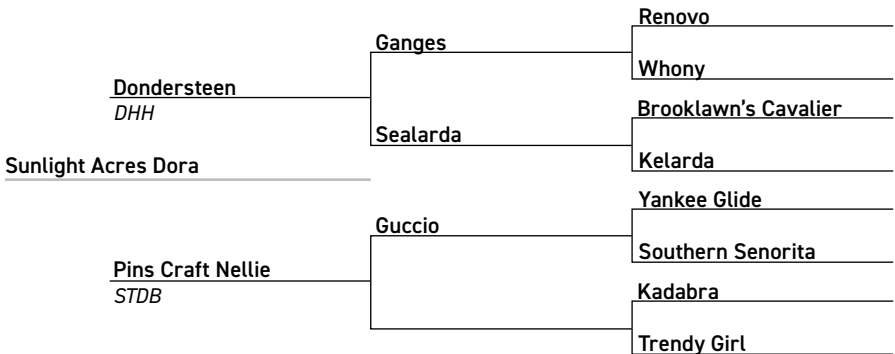 Renovo
Ganges
Whony
Dondersteen
DHH
Brooklawn's Cavalier
Sealarda
Kelarda
Sunlight Acres Dora
Yankee Glide
Guccio
Southern Senorita
Pins Craft Nellie
STDB
Kadabra
Trendy Girl